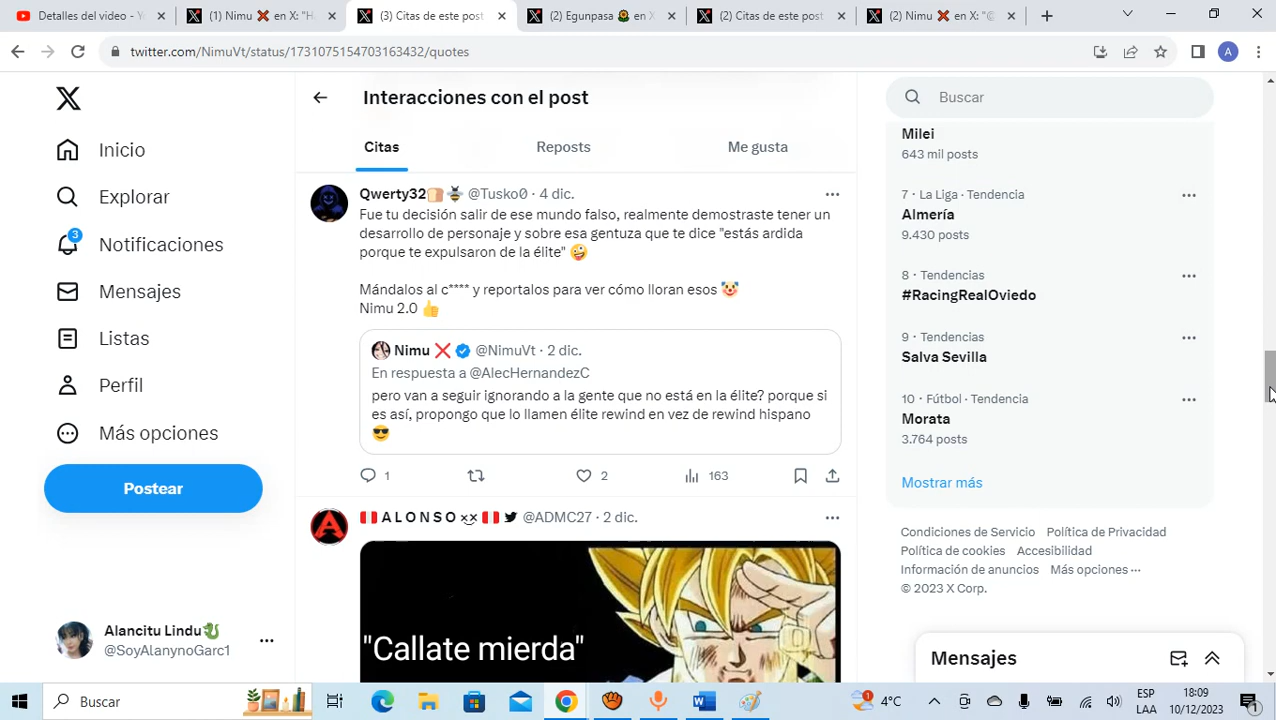 Detalles del video - Y
(1) Nimu ❌ en X: "H
(3) Citas de este post
(2) Egunpasa 🌻 en X
(2) Citas de este post
(2) Nimu ❌ en X: "@
twitter.com/NimuVt/status/1731075154703163432/quotes
A
Inicio
Explorar
3
Notificaciones
Mensajes
Listas
Perfil
Más opciones
Postear
Alancitu Lindu🐉
@SoyAlanynoGarc1
Interacciones con el post
Citas
Reposts
Me gusta
Qwerty32🍞🐝 @Tusko0 · 4 dic.
Fue tu decisión salir de ese mundo falso, realmente demostraste tener un
desarrollo de personaje y sobre esa gentuza que te dice "estás ardida
porque te expulsaron de la élite" 🤪
Mándalos al c**** y reportalos para ver cómo lloran esos 🤡
Nimu 2.0 👍
Nimu ❌ @NimuVt · 2 dic.
En respuesta a @AlecHernandezC
pero van a seguir ignorando a la gente que no está en la élite? porque si
es así, propongo que lo llamen élite rewind en vez de rewind hispano
😎
1
2
163
🇵🇪 A L O N S O ×͜× 🇵🇪 @ADMC27 · 2 dic.
"Callate mierda"
Buscar
Milei
643 mil posts
7 · La Liga · Tendencia
Almería
9.430 posts
8 · Tendencias
#RacingRealOviedo
9 · Tendencias
Salva Sevilla
10 · Fútbol · Tendencia
Morata
3.764 posts
Mostrar más
Condiciones de Servicio Política de Privacidad
Política de cookies Accesibilidad
Información de anuncios Más opciones ···
© 2023 X Corp.
Mensajes
Buscar
1
4°C
ESP
LAA
18:09
10/12/2023
1